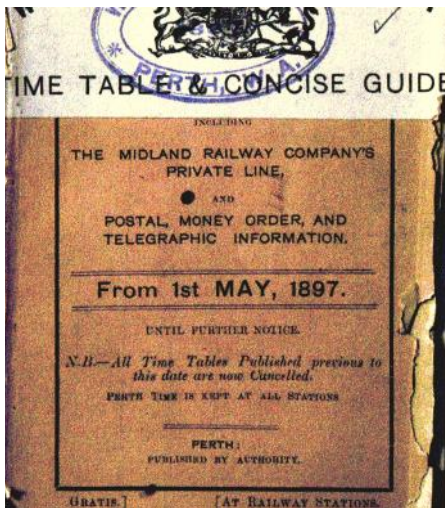 PERTH, W.A.
TIME TABLE & CONCISE GUIDE
INCLUDING
THE MIDLAND RAILWAY COMPANY'S
PRIVATE LINE,
AND
POSTAL, MONEY ORDER, AND
TELEGRAPHIC INFORMATION.
From 1st MAY, 1897.
UNTIL FURTHER NOTICE.
N.B.—All Time Tables Published previous to
this date are now Cancelled.
PERTH TIME IS KEPT AT ALL STATIONS
PERTH:
PUBLISHED BY AUTHORITY.
GRATIS.] [AT RAILWAY STATIONS.